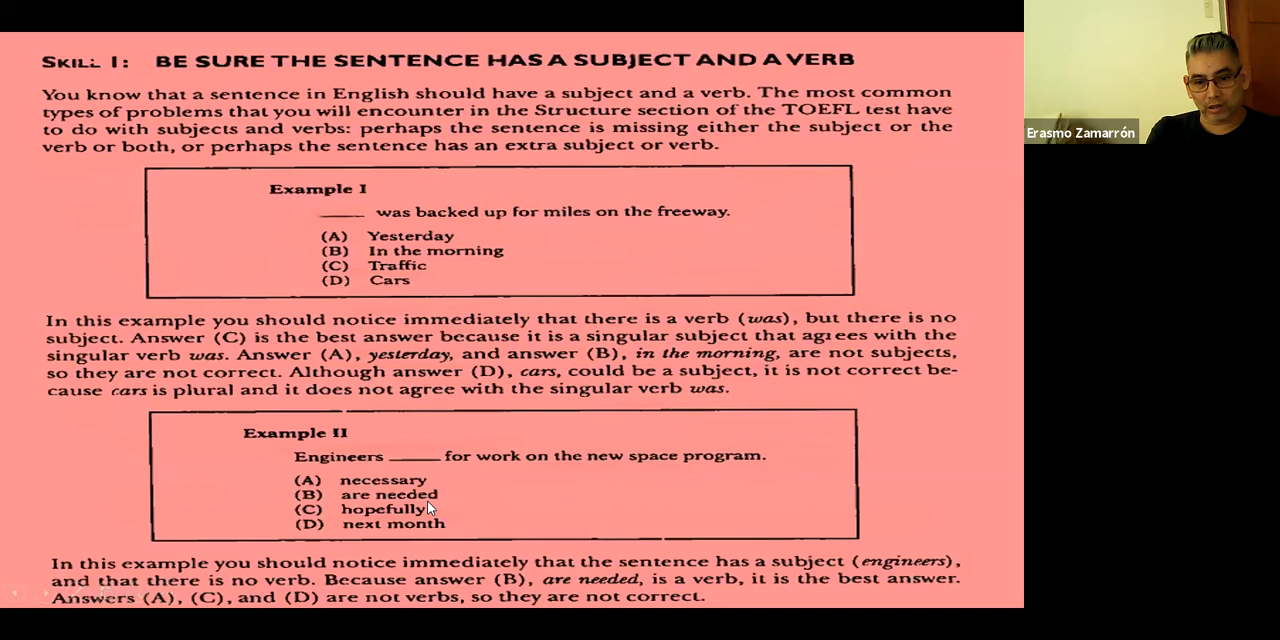 SKILL 1: BE SURE THE SENTENCE HAS A SUBJECT AND A VERB
You know that a sentence in English should have a subject and a verb. The most common
types of problems that you will encounter in the Structure section of the TOEFL test have
to do with subjects and verbs: perhaps the sentence is missing either the subject or the
verb or both, or perhaps the sentence has an extra subject or verb.
Example I
____ was backed up for miles on the freeway.
(A) Yesterday
(B) In the morning
(C) Traffic
(D) Cars
In this example you should notice immediately that there is a verb (was), but there is no
subject. Answer (C) is the best answer because it is a singular subject that agrees with the
singular verb was. Answer (A), yesterday, and answer (B), in the morning, are not subjects,
so they are not correct. Although answer (D), cars, could be a subject, it is not correct be-
cause cars is plural and it does not agree with the singular verb was.
Example II
Engineers ____ for work on the new space program.
(A) necessary
(B) are needed
(C) hopefully
(D) next month
In this example you should notice immediately that the sentence has a subject (engineers),
and that there is no verb. Because answer (B), are needed, is a verb, it is the best answer.
Answers (A), (C), and (D) are not verbs, so they are not correct.
Erasmo Zamarrón